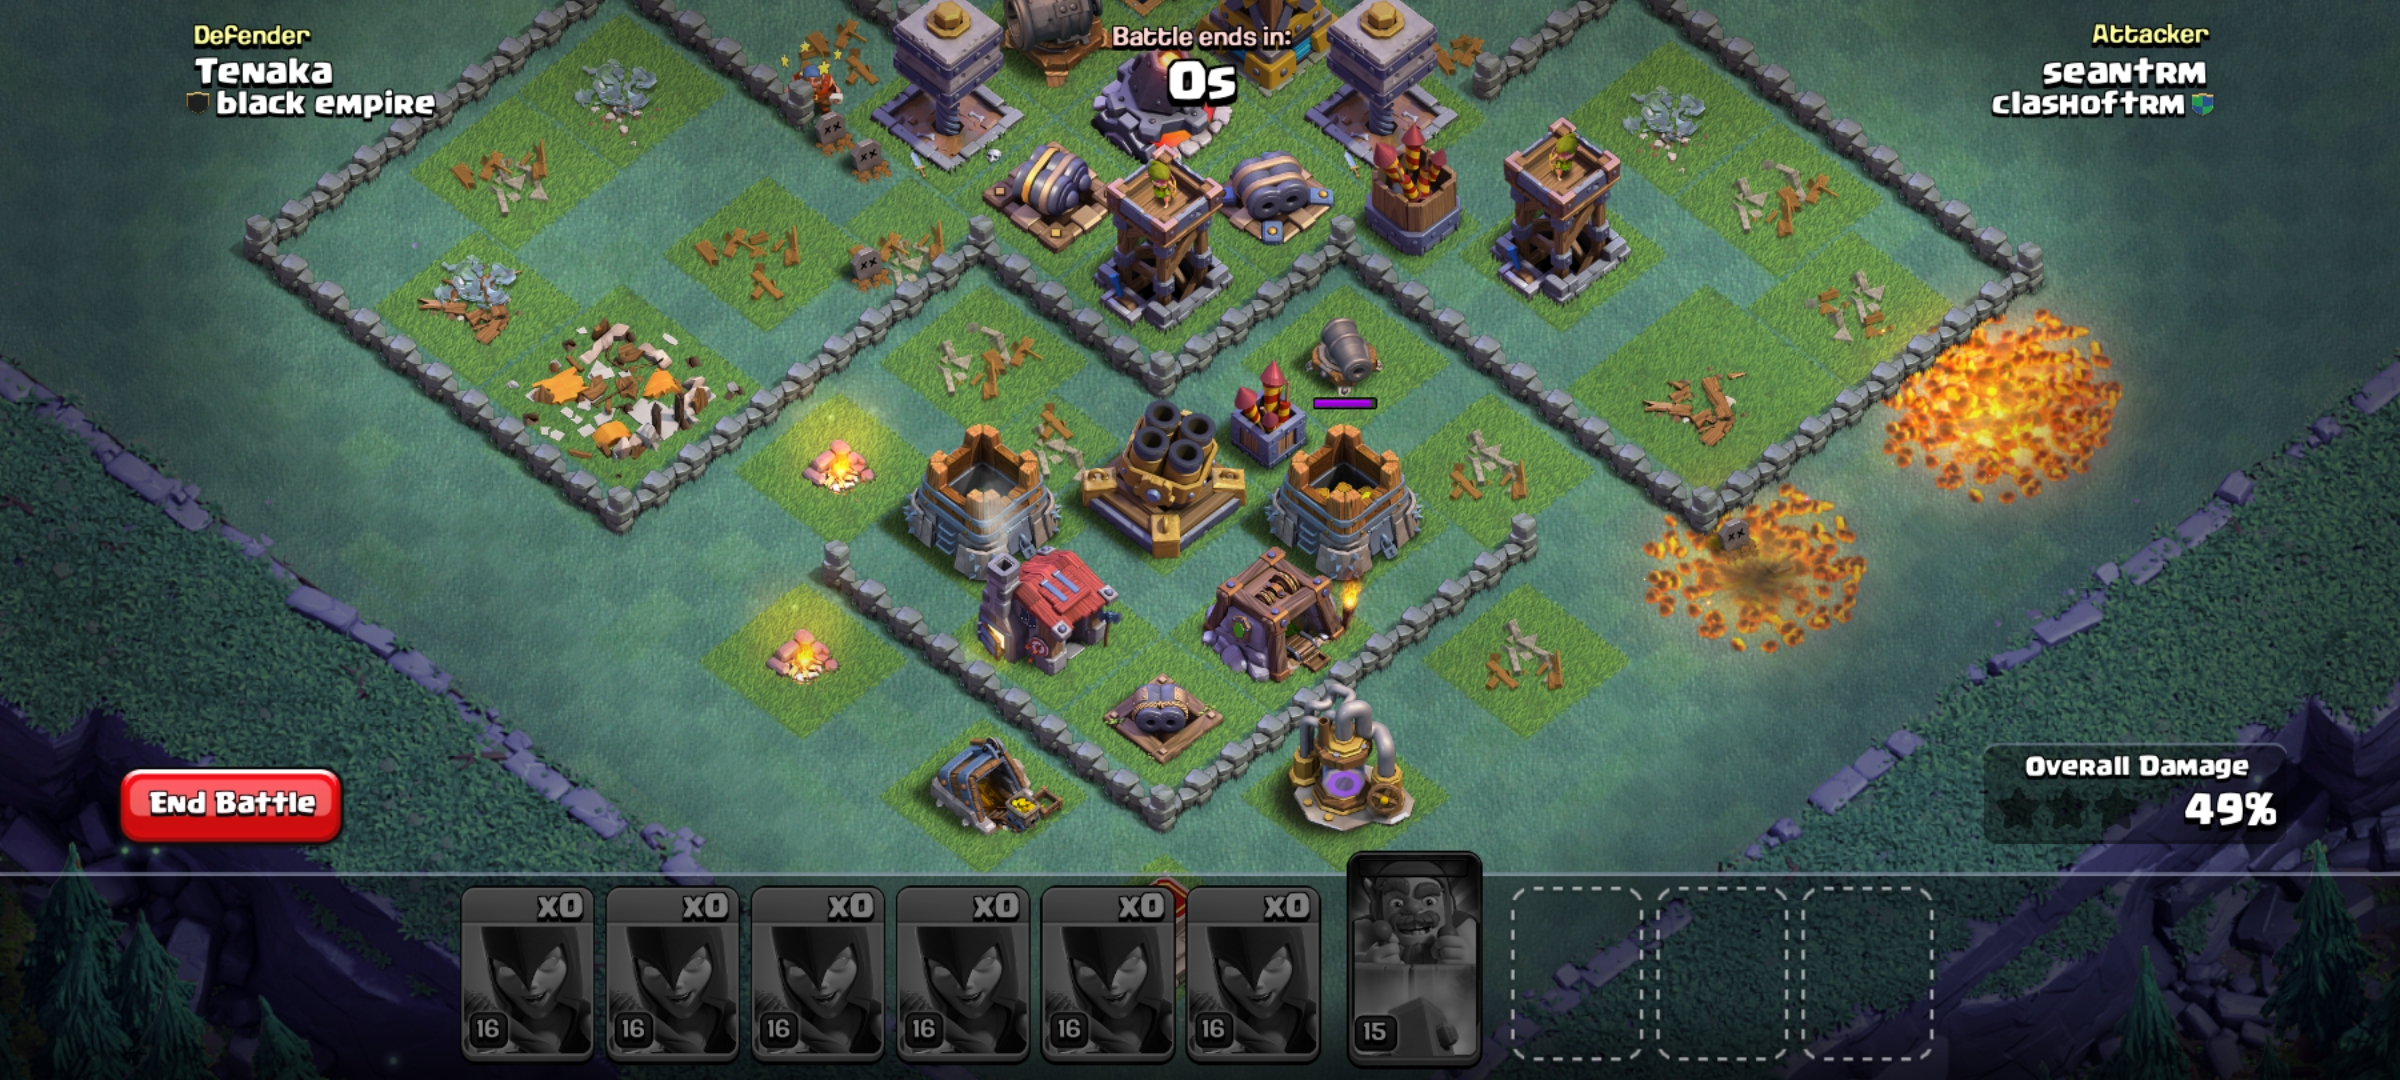 Defender
Tenaka
black empire
Battle ends in:
0s
Attacker
seantRM
clashoftRM
End Battle
Overall Damage
49%
x0
x0
x0
x0
x0
x0
16
16
16
16
16
16
15